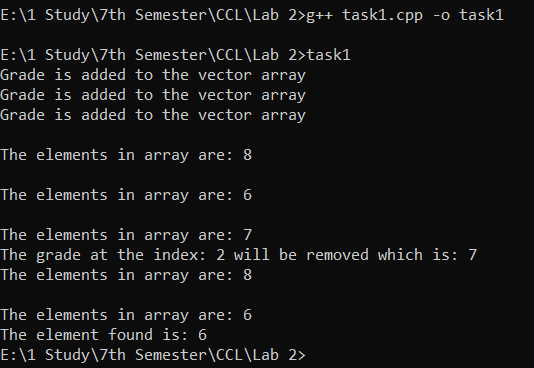 E:\1 Study\7th Semester\CCL\Lab 2>g++ task1.cpp -o task1
E:\1 Study\7th Semester\CCL\Lab 2>task1
Grade is added to the vector array
Grade is added to the vector array
Grade is added to the vector array
The elements in array are: 8
The elements in array are: 6
The elements in array are: 7
The grade at the index: 2 will be removed which is: 7
The elements in array are: 8
The elements in array are: 6
The element found is: 6
E:\1 Study\7th Semester\CCL\Lab 2>